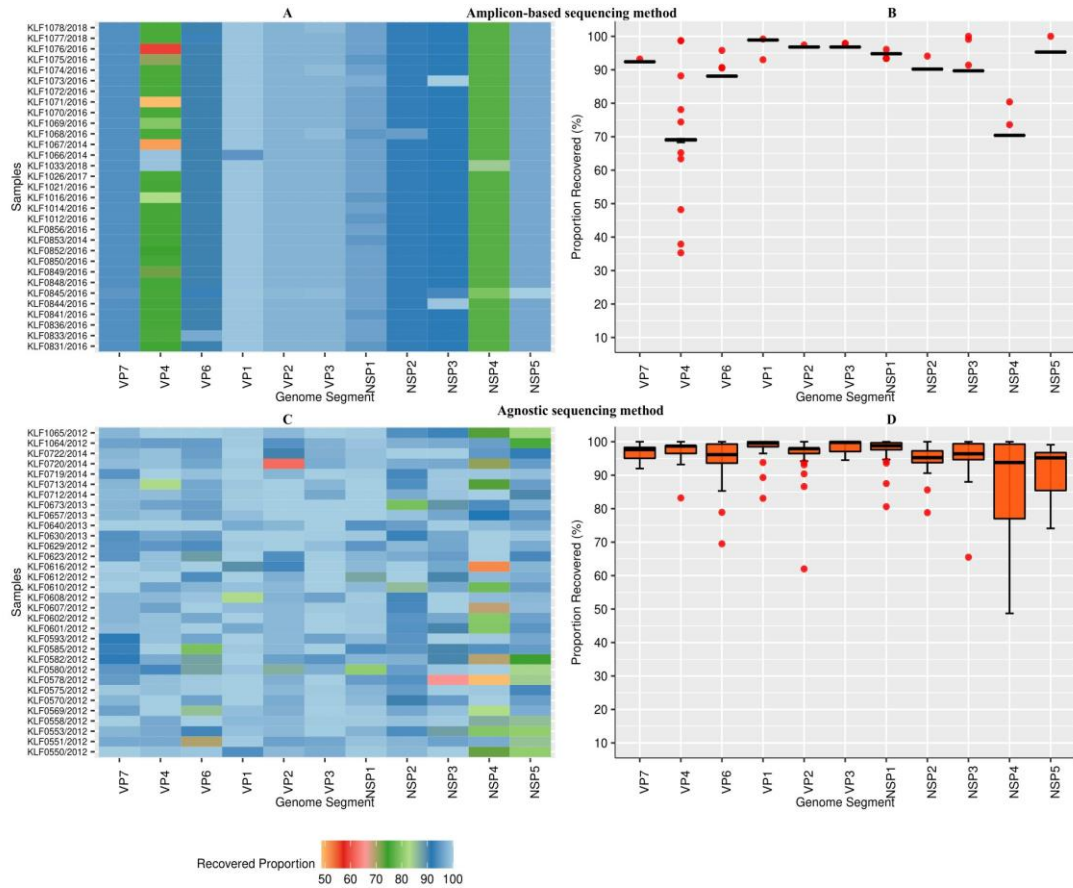 A Amplicon-based sequencing method B
KLF1078/2018
KLF1077/2018
KLF1076/2016
KLF1075/2016
KLF1074/2016
KLF1073/2016
KLF1072/2016
KLF1071/2016
KLF1070/2016
KLF1069/2016
KLF1068/2016
KLF1067/2014
KLF1066/2014
KLF1033/2018
KLF1026/2017
KLF1021/2016
KLF1016/2016
KLF1014/2016
KLF1012/2016
KLF0856/2016
KLF0853/2014
KLF0852/2016
KLF0850/2016
KLF0849/2016
KLF0848/2016
KLF0845/2016
KLF0844/2016
KLF0841/2016
KLF0836/2016
KLF0833/2016
KLF0831/2016
Samples
VP7 VP4 VP6 VP1 VP2 VP3 NSP1 NSP2 NSP3 NSP4 NSP5
Genome Segment
Proportion Recovered (%)
100
90
80
70
60
50
40
30
20
10
VP7 VP4 VP6 VP1 VP2 VP3 NSP1 NSP2 NSP3 NSP4 NSP5
Genome Segment
C Agnostic sequencing method D
KLF1065/2012
KLF1064/2012
KLF0722/2014
KLF0720/2014
KLF0719/2014
KLF0713/2014
KLF0712/2014
KLF0673/2013
KLF0657/2013
KLF0640/2013
KLF0630/2013
KLF0629/2012
KLF0623/2012
KLF0616/2012
KLF0612/2012
KLF0610/2012
KLF0608/2012
KLF0607/2012
KLF0602/2012
KLF0601/2012
KLF0593/2012
KLF0585/2012
KLF0582/2012
KLF0580/2012
KLF0578/2012
KLF0575/2012
KLF0570/2012
KLF0569/2012
KLF0558/2012
KLF0553/2012
KLF0551/2012
KLF0550/2012
Samples
VP7 VP4 VP6 VP1 VP2 VP3 NSP1 NSP2 NSP3 NSP4 NSP5
Genome Segment
Proportion Recovered (%)
100
90
80
70
60
50
40
30
20
10
VP7 VP4 VP6 VP1 VP2 VP3 NSP1 NSP2 NSP3 NSP4 NSP5
Genome Segment
Recovered Proportion
50 60 70 80 90 100